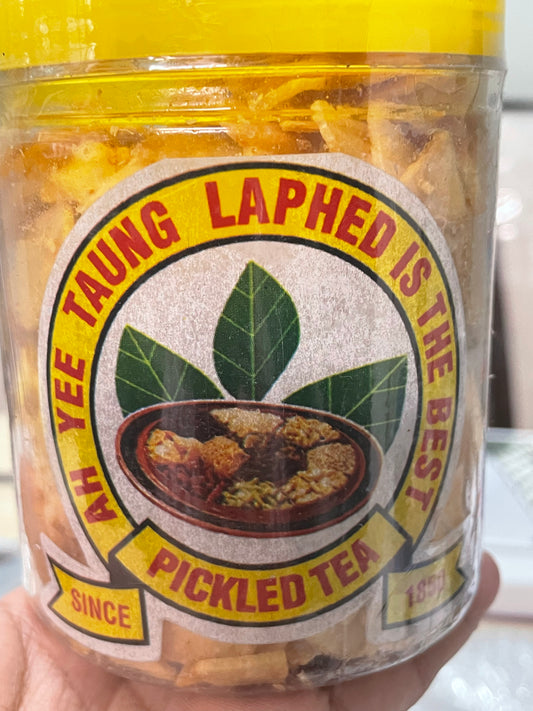 AH YEE TAUNG LAPHED IS THE BEST
PICKLED TEA
SINCE